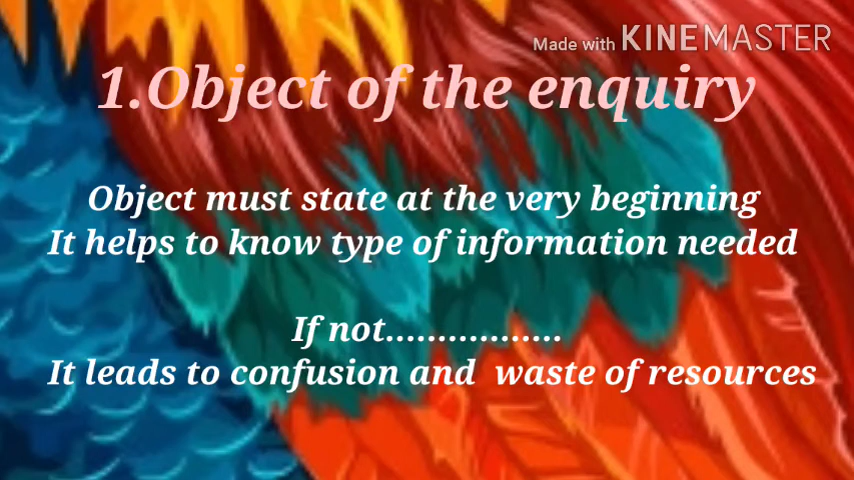 Made with KINEMASTER
1.Object of the enquiry
Object must state at the very beginning
It helps to know type of information needed
If not.................
It leads to confusion and waste of resources